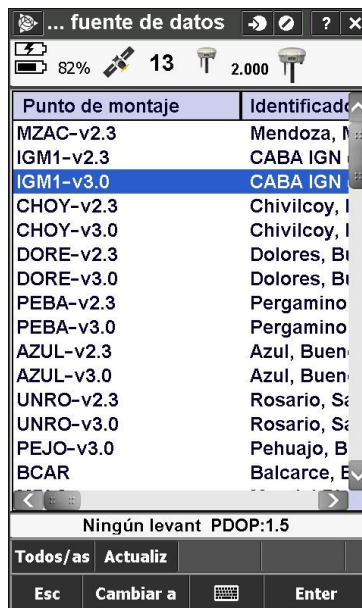 ... fuente de datos ? ×
82% 13 2.000
Punto de montaje Identificado
MZAC-v2.3 Mendoza,
IGM1-v2.3 CABA IGN
IGM1-v3.0 CABA IGN
CHOY-v2.3 Chivilcoy,
CHOY-v3.0 Chivilcoy,
DORE-v2.3 Dolores, Bu
DORE-v3.0 Dolores, Bu
PEBA-v2.3 Pergamino
PEBA-v3.0 Pergamino
AZUL-v2.3 Azul, Buen
AZUL-v3.0 Azul, Buen
UNRO-v2.3 Rosario, Sa
UNRO-v3.0 Rosario, Sa
PEJO-v3.0 Pehuajo, B
BCAR Balcarce, B
Ningún levant PDOP:1.5
Todos/as Actualiz
Esc Cambiar a Enter